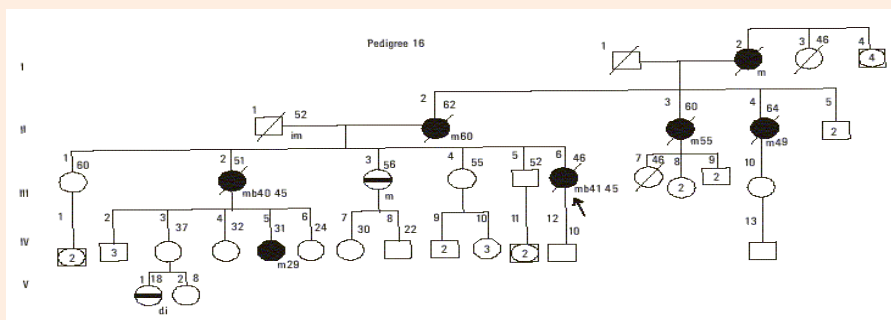 Pedigree 16
1 2 3 46 4
4
I m
2 62 3 60 4 64 5
1 52
II im m60 m55 m49 2
1 60 2 51 3 56 4 55 5 52 6 46 7 46 8 9 10
2 2
III mb40 45 m mb41 45
1 2 3 37 4 32 5 31 6 24 7 30 8 22 9 10 11 12 10 13
IV 2 3 2 3 2
m29
1 18 2 8
V
di